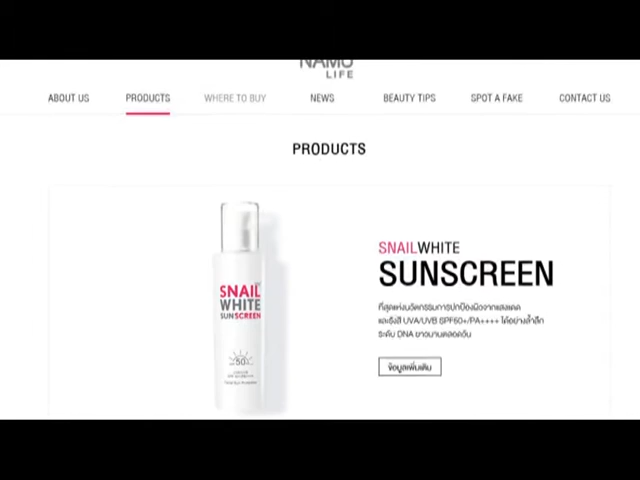 NAMU
LIFE
ABOUT US PRODUCTS WHERE TO BUY NEWS BEAUTY TIPS SPOT A FAKE CONTACT US
PRODUCTS
SNAIL
WHITE
SUNSCREEN
50+
SNAILWHITE
SUNSCREEN
ที่สุดแห่งนวัตกรรมการปกป้องผิวจากแสงแดด
และรังสี UVA/UVB SPF50+/PA++++ ได้อย่างล้ำลึก
ระดับ DNA ยาวนานตลอดวัน
ข้อมูลเพิ่มเติม